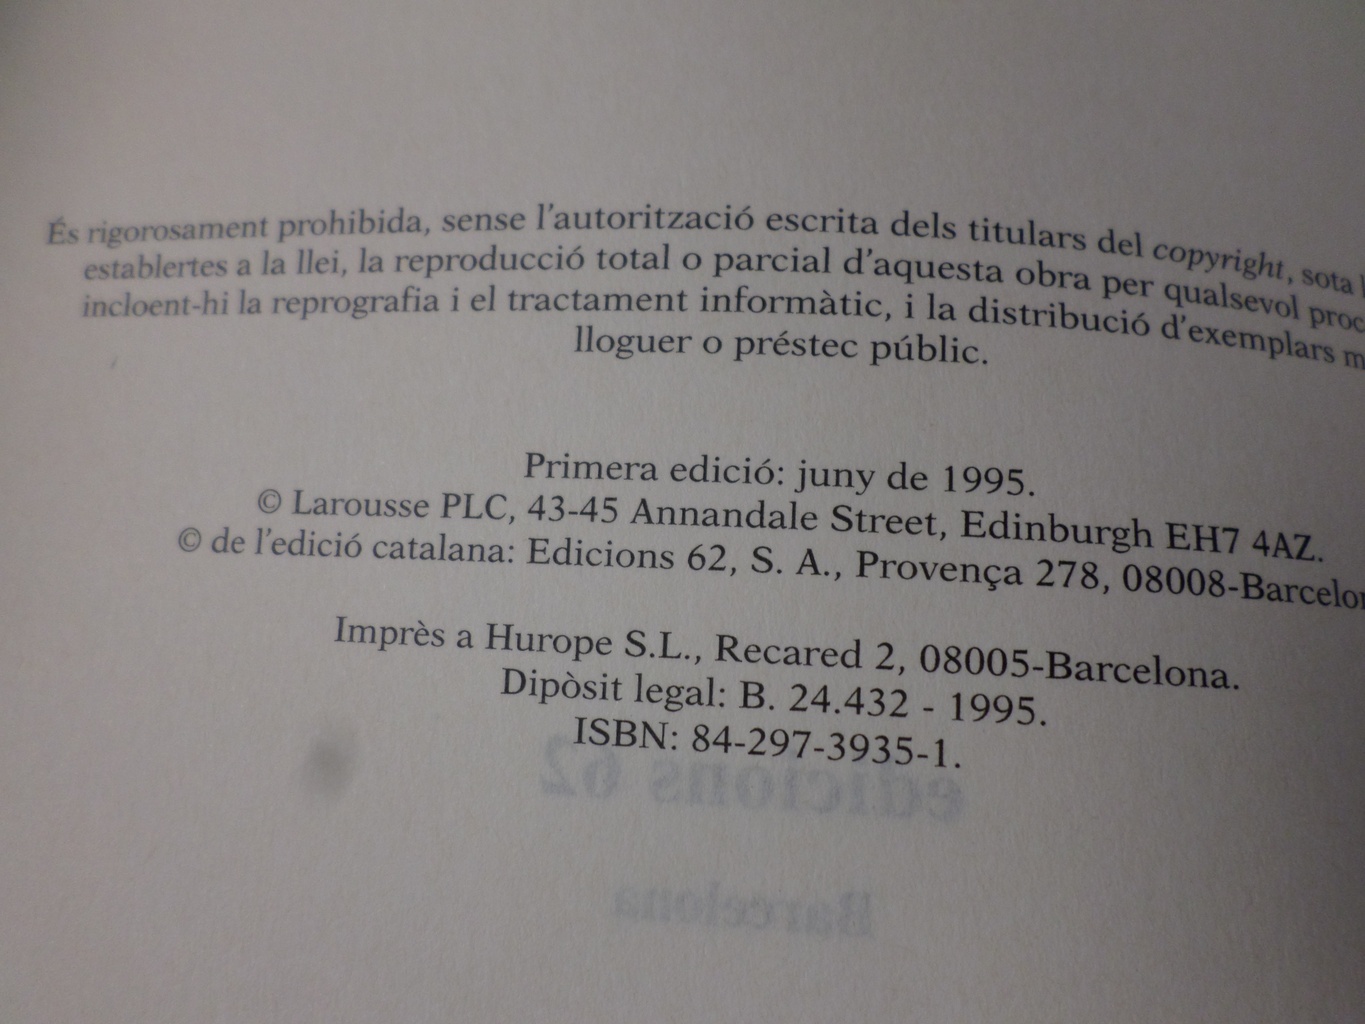 És rigorosament prohibida, sense l'autorització escrita dels titulars del copyright, sota
establertes a la llei, la reproducció total o parcial d'aquesta obra per qualsevol
incloent-hi la reprografia i el tractament informàtic, i la distribució d'exemplars
lloguer o préstec públic.
Primera edició: juny de 1995.
© Larousse PLC, 43-45 Annandale Street, Edinburgh EH7 4AZ.
© de l'edició catalana: Edicions 62, S. A., Provença 278, 08008-
Imprès a Hurope S.L., Recared 2, 08005-Barcelona.
Dipòsit legal: B. 24.432 - 1995.
ISBN: 84-297-3935-1.
edicions 62
Barcelona